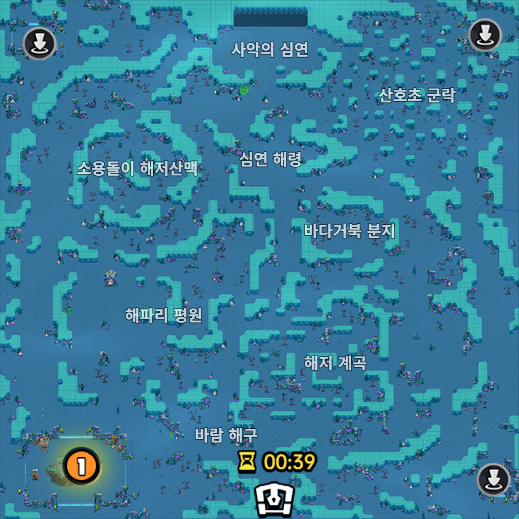 사악의 심연
산호초 군락
심연 해령
소용돌이 해저산맥
바다거북 분지
해파리 평원
해저 계곡
바람 해구
1
00:39